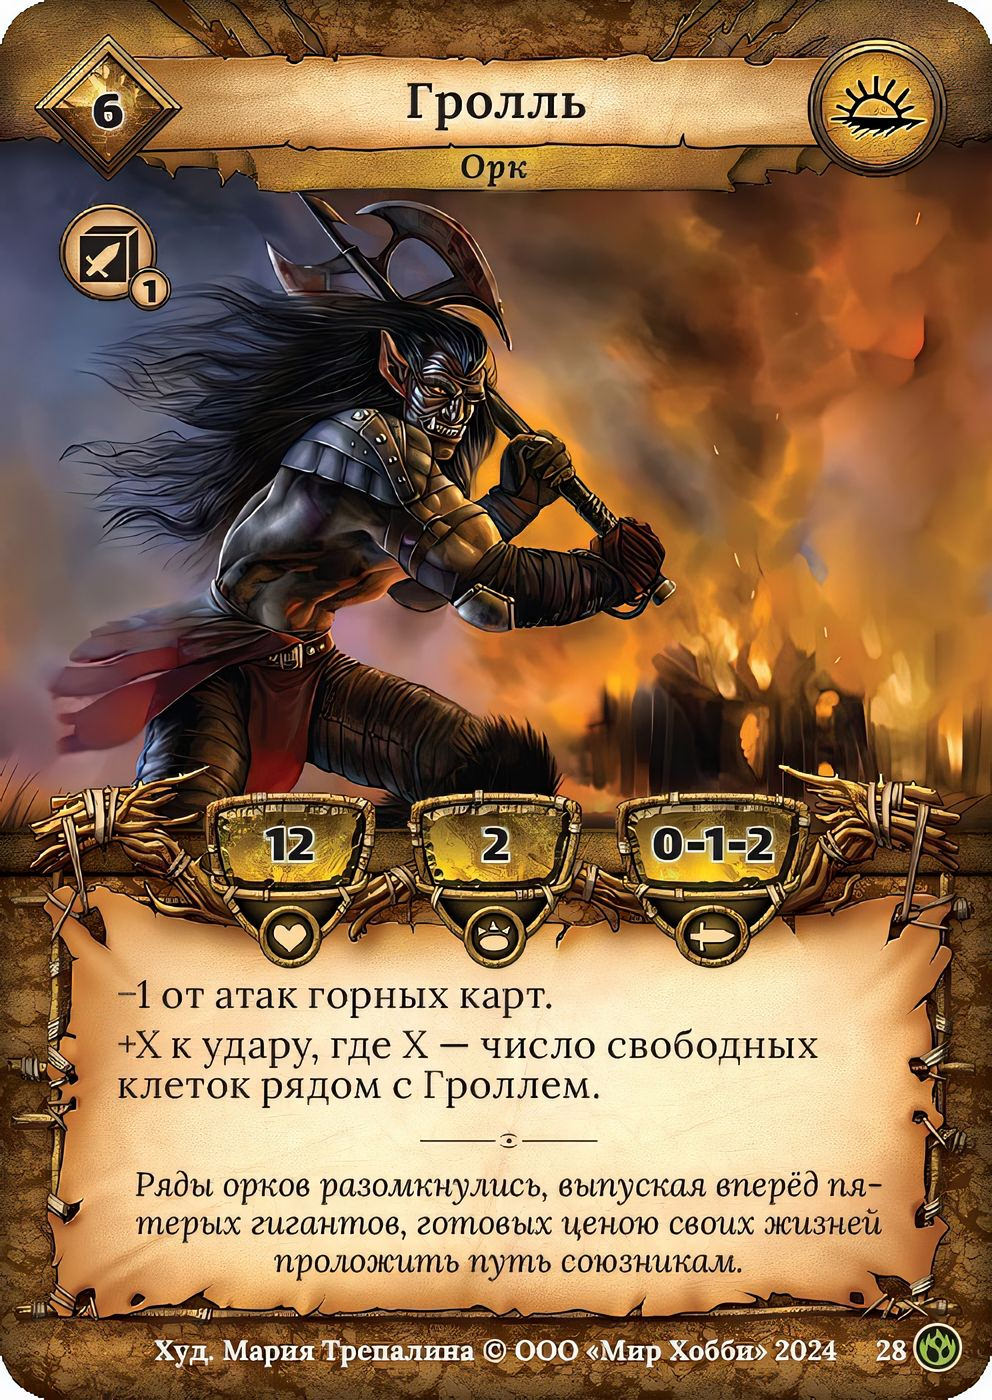 6
Гролль
Орк
1
12
2
0-1-2
–1 от атак горных карт.
+X к удару, где X — число свободных
клеток рядом с Гроллем.
Ряды орков разомкнулись, выпуская вперёд пя-
терых гигантов, готовых ценою своих жизней
проложить путь союзникам.
Худ. Мария Трепалина © ООО «Мир Хобби» 2024 28